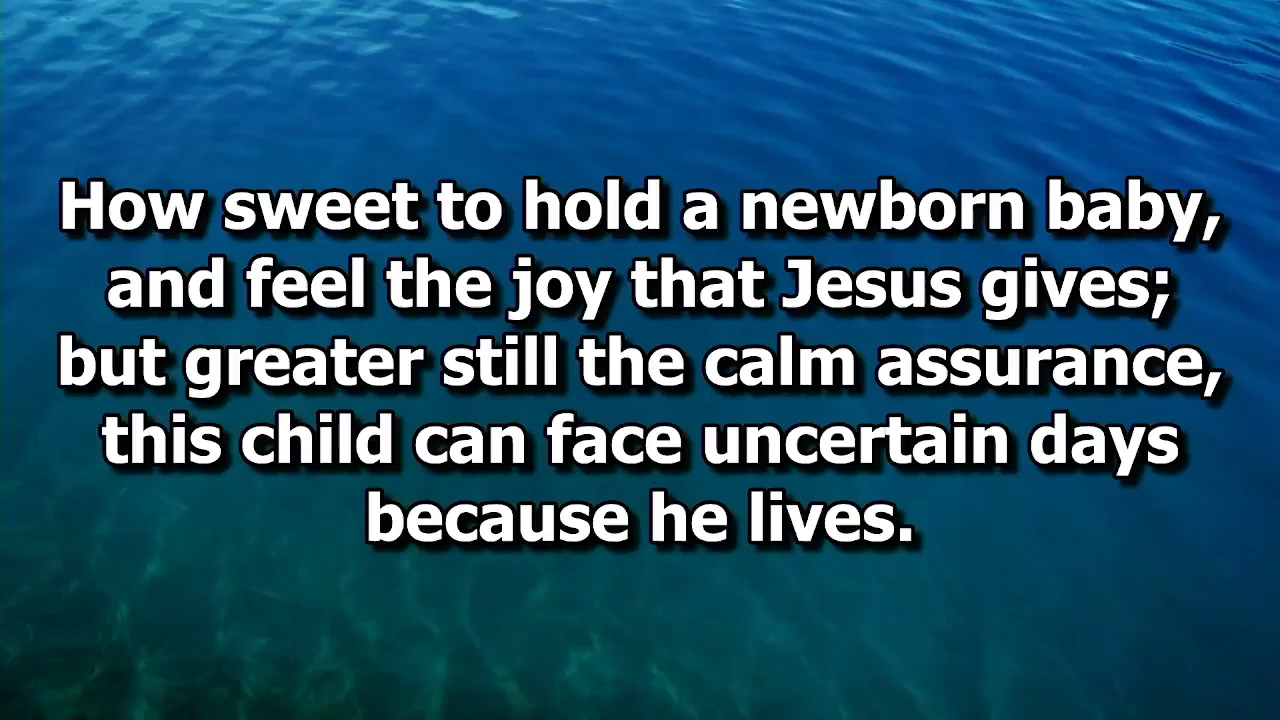 How sweet to hold a newborn baby,
and feel the joy that Jesus gives;
but greater still the calm assurance,
this child can face uncertain days
because he lives.